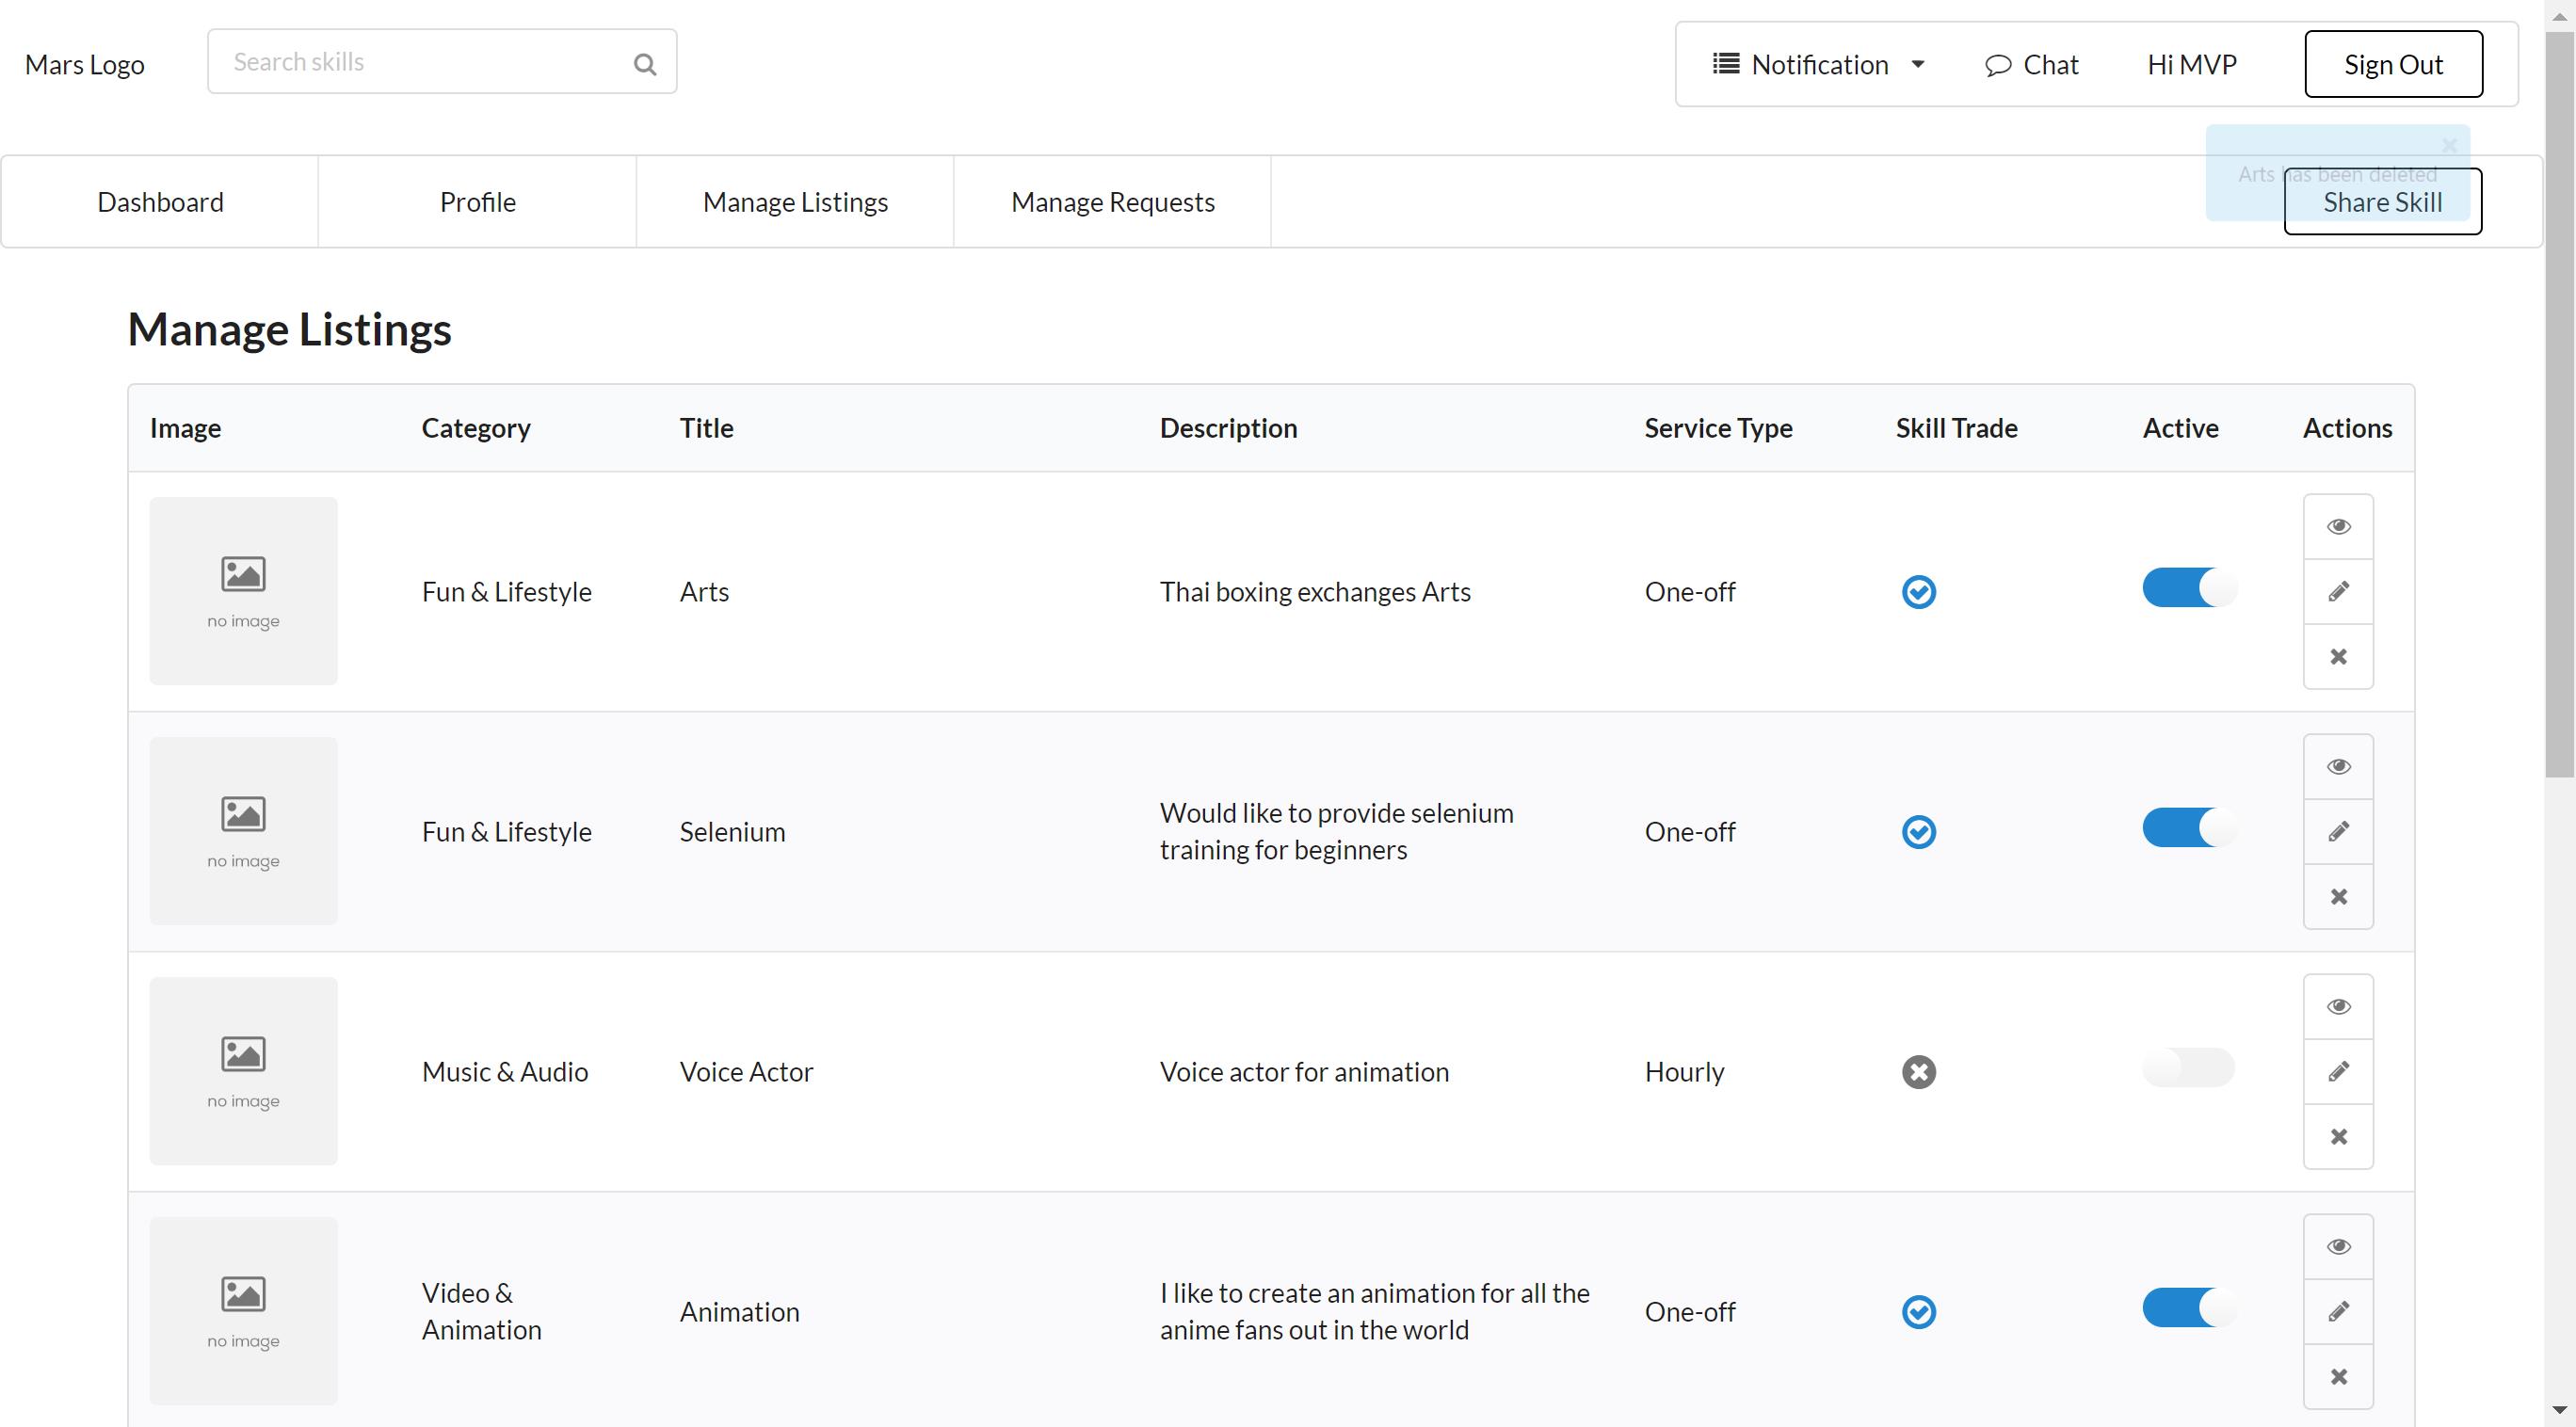 Mars Logo
Search skills
Notification
Chat
Hi MVP
Sign Out
Arts has been deleted
Dashboard
Profile
Manage Listings
Manage Requests
Share Skill
Manage Listings
Image Category Title Description Service Type Skill Trade Active Actions
no image
Fun & Lifestyle
Arts
Thai boxing exchanges Arts
One-off
no image
Fun & Lifestyle
Selenium
Would like to provide selenium
training for beginners
One-off
no image
Music & Audio
Voice Actor
Voice actor for animation
Hourly
no image
Video &
Animation
Animation
I like to create an animation for all the
anime fans out in the world
One-off